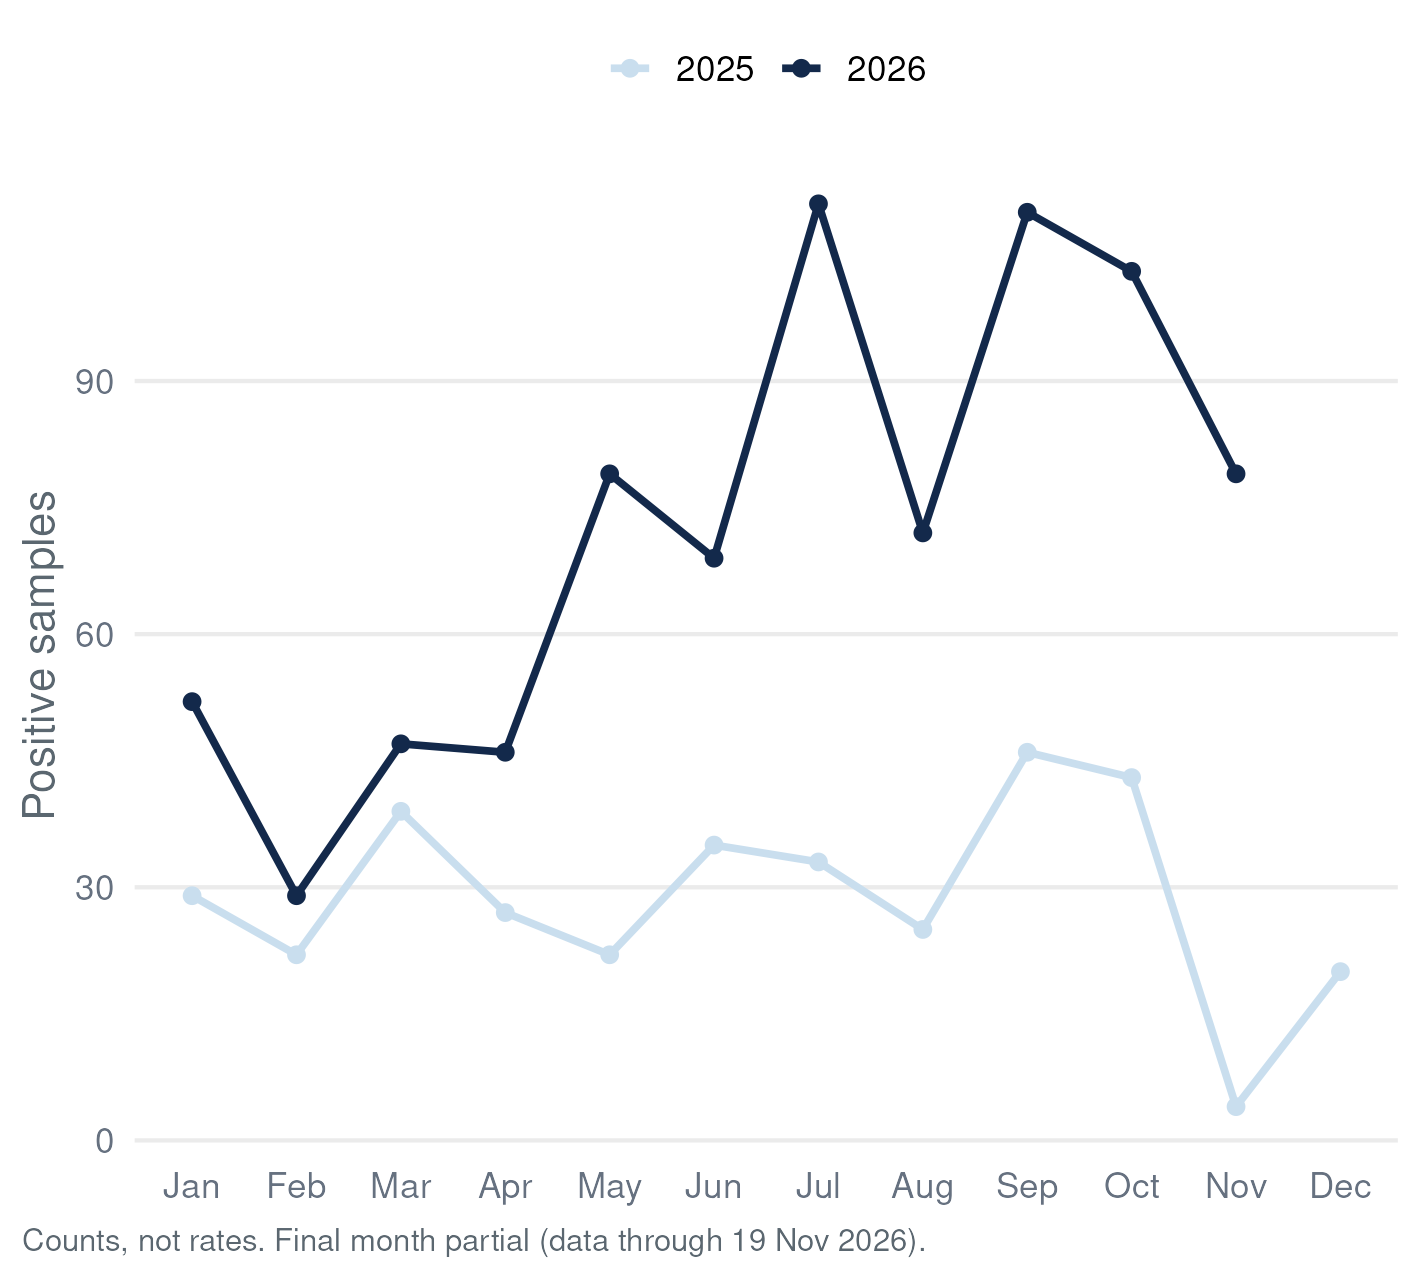 2025 2026
90
60
30
0
Positive samples
Jan Feb Mar Apr May Jun Jul Aug Sep Oct Nov Dec
Counts, not rates. Final month partial (data through 19 Nov 2026).